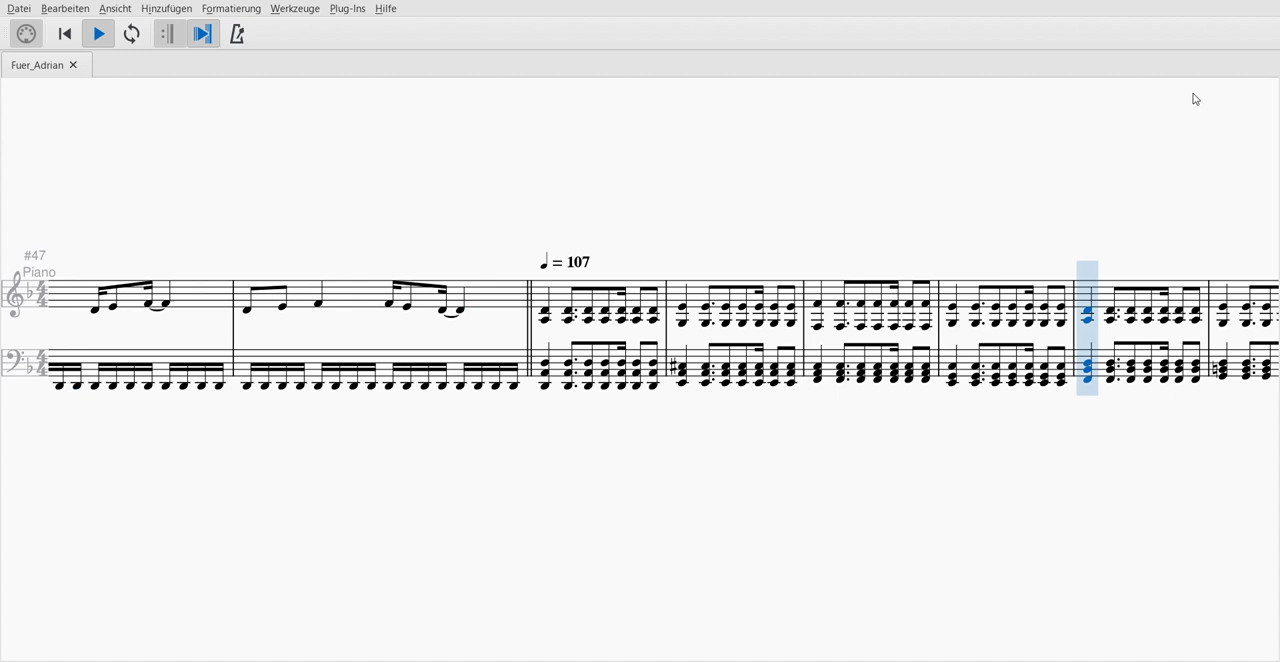 Datei Bearbeiten Ansicht Hinzufügen Formatierung Werkzeuge Plug-Ins Hilfe
Fuer_Adrian
#47
Piano
= 107